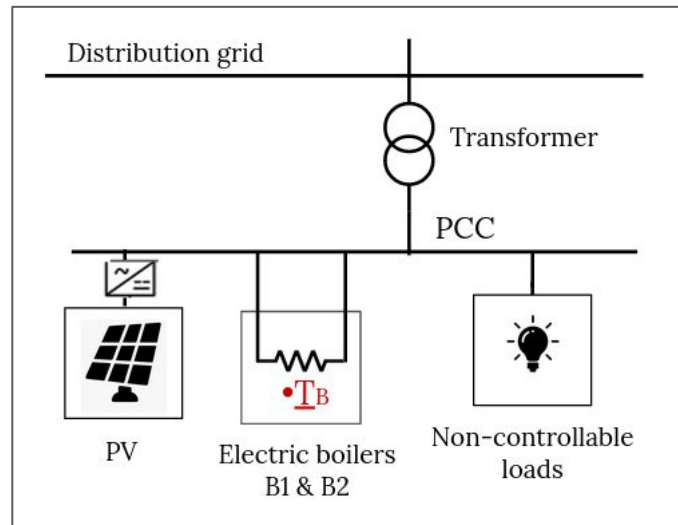 Distribution grid
Transformer
PCC
TB
PV
Electric boilers
B1 & B2
Non-controllable
loads